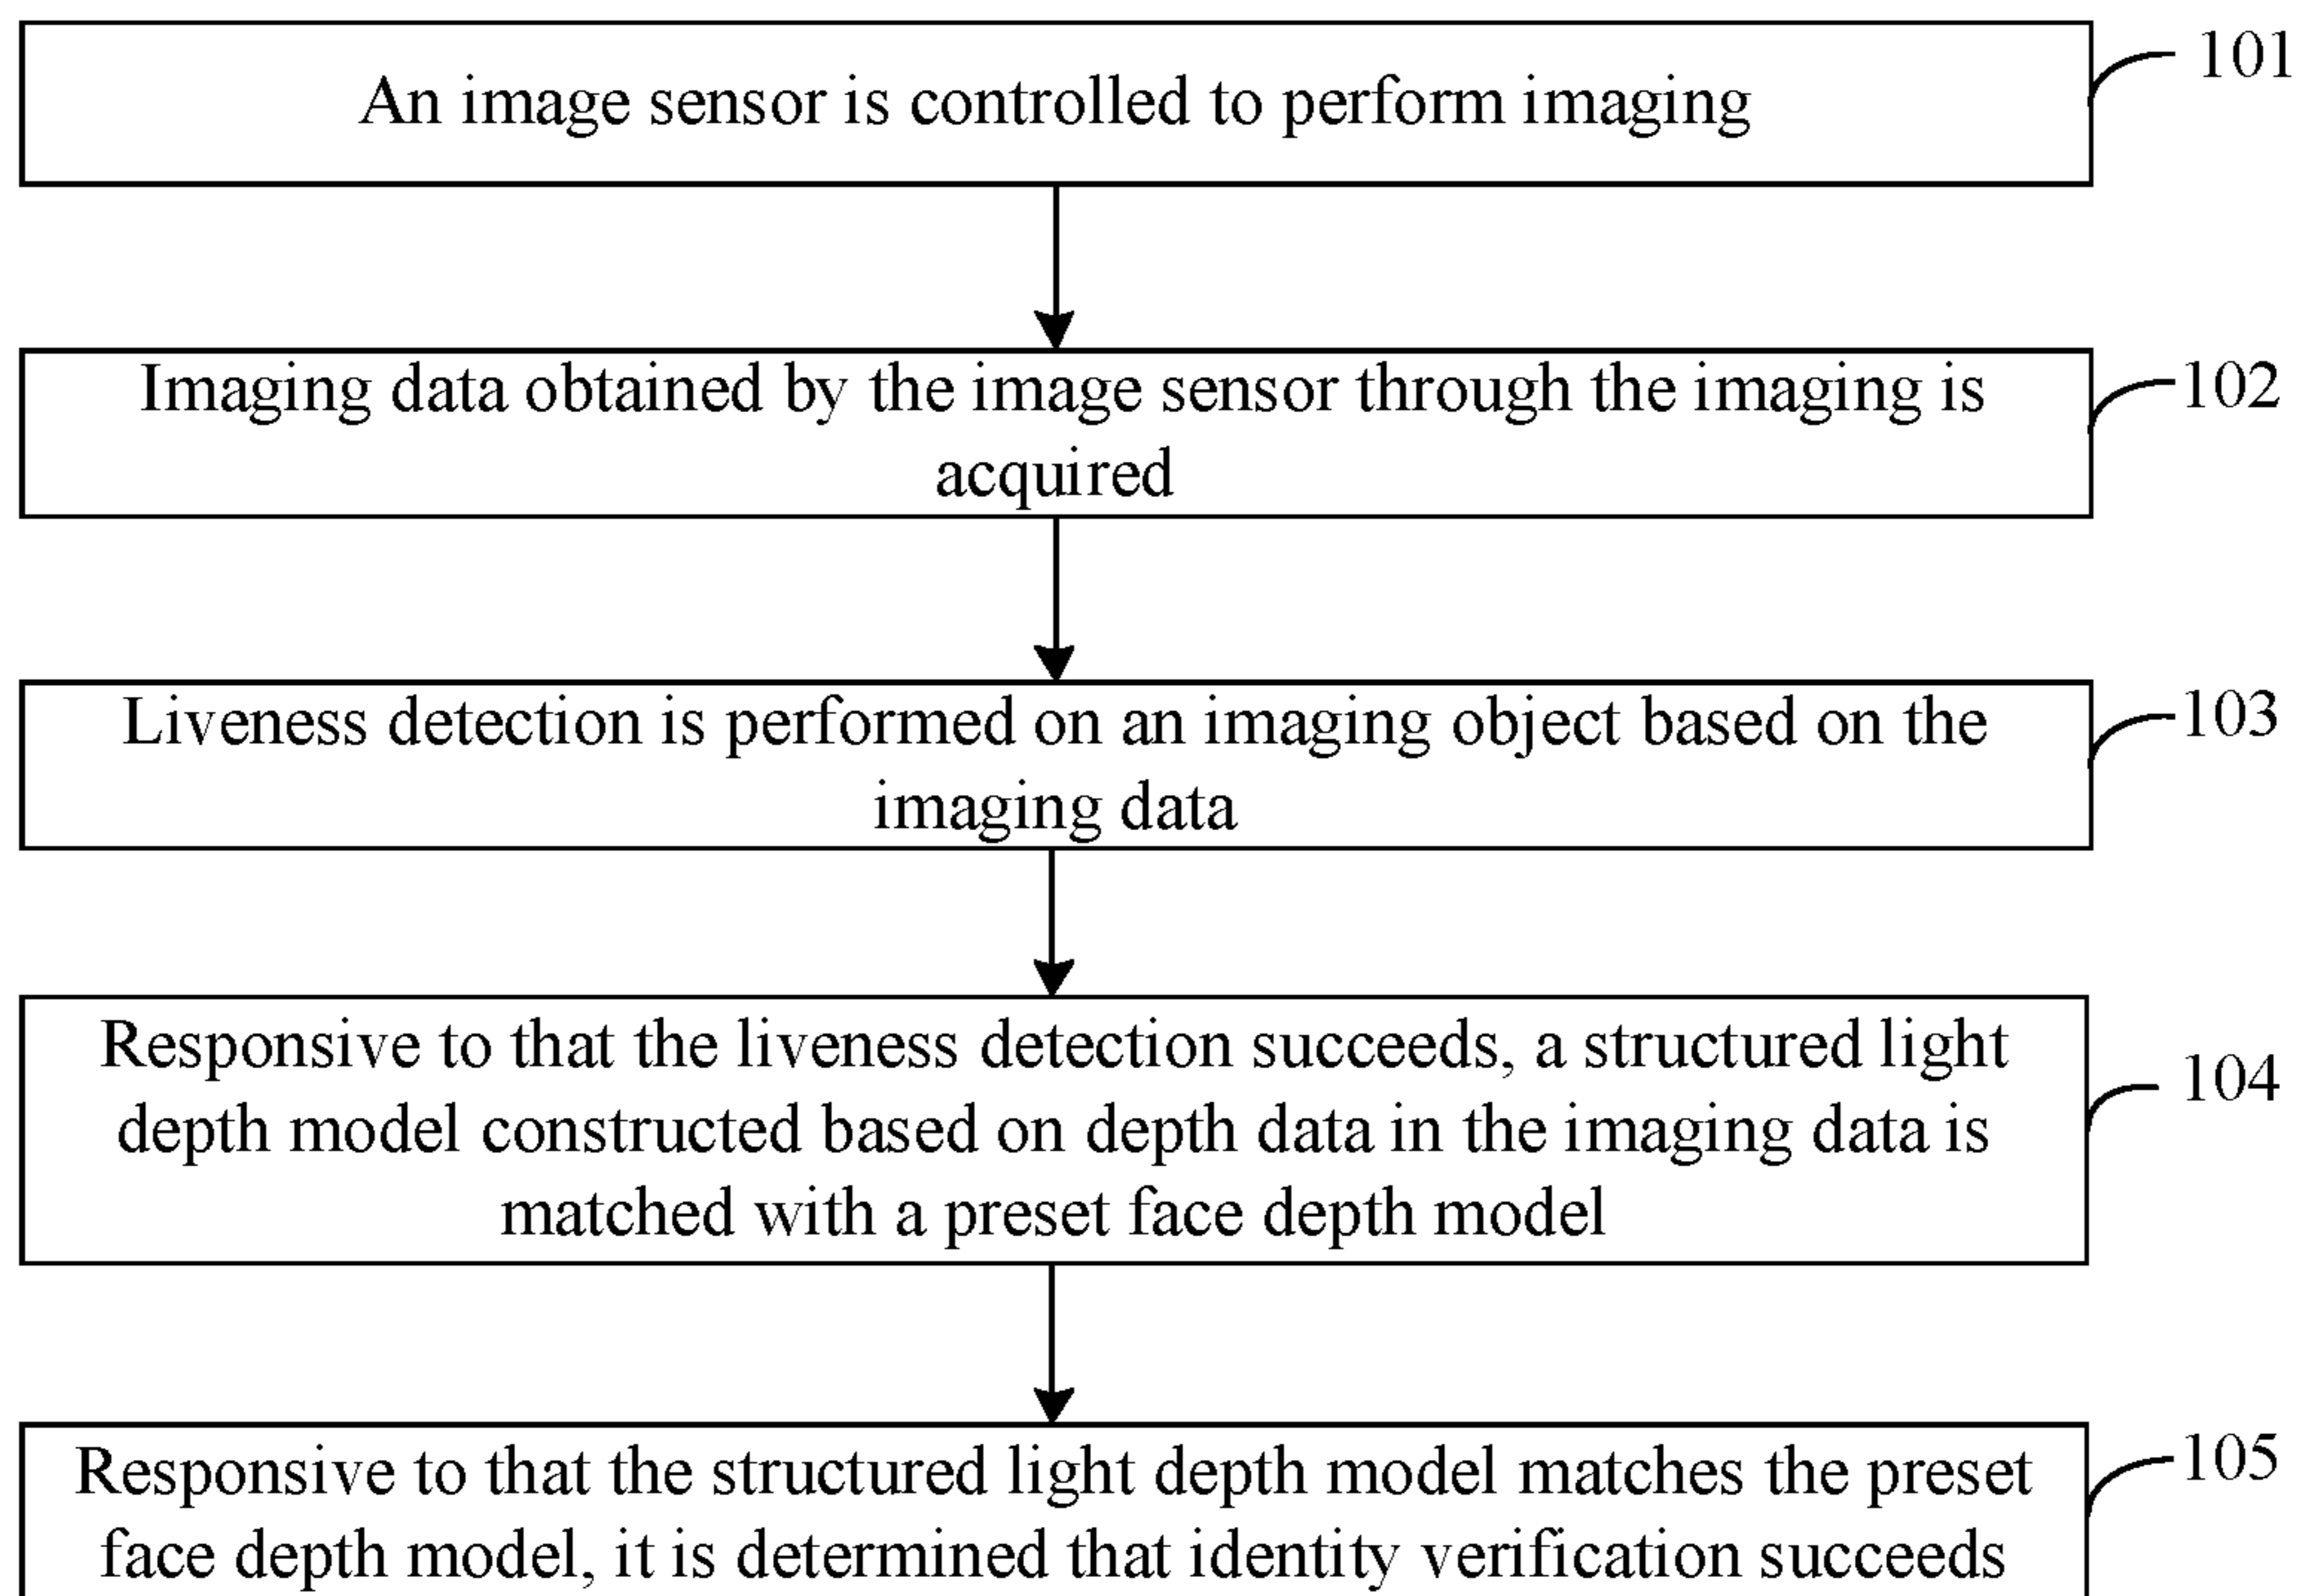 An image sensor is controlled to perform imaging
101
Imaging data obtained by the image sensor through the imaging is
acquired
102
Liveness detection is performed on an imaging object based on the
imaging data
103
Responsive to that the liveness detection succeeds, a structured light
depth model constructed based on depth data in the imaging data is
matched with a preset face depth model
104
Responsive to that the structured light depth model matches the preset
face depth model, it is determined that identity verification succeeds
105